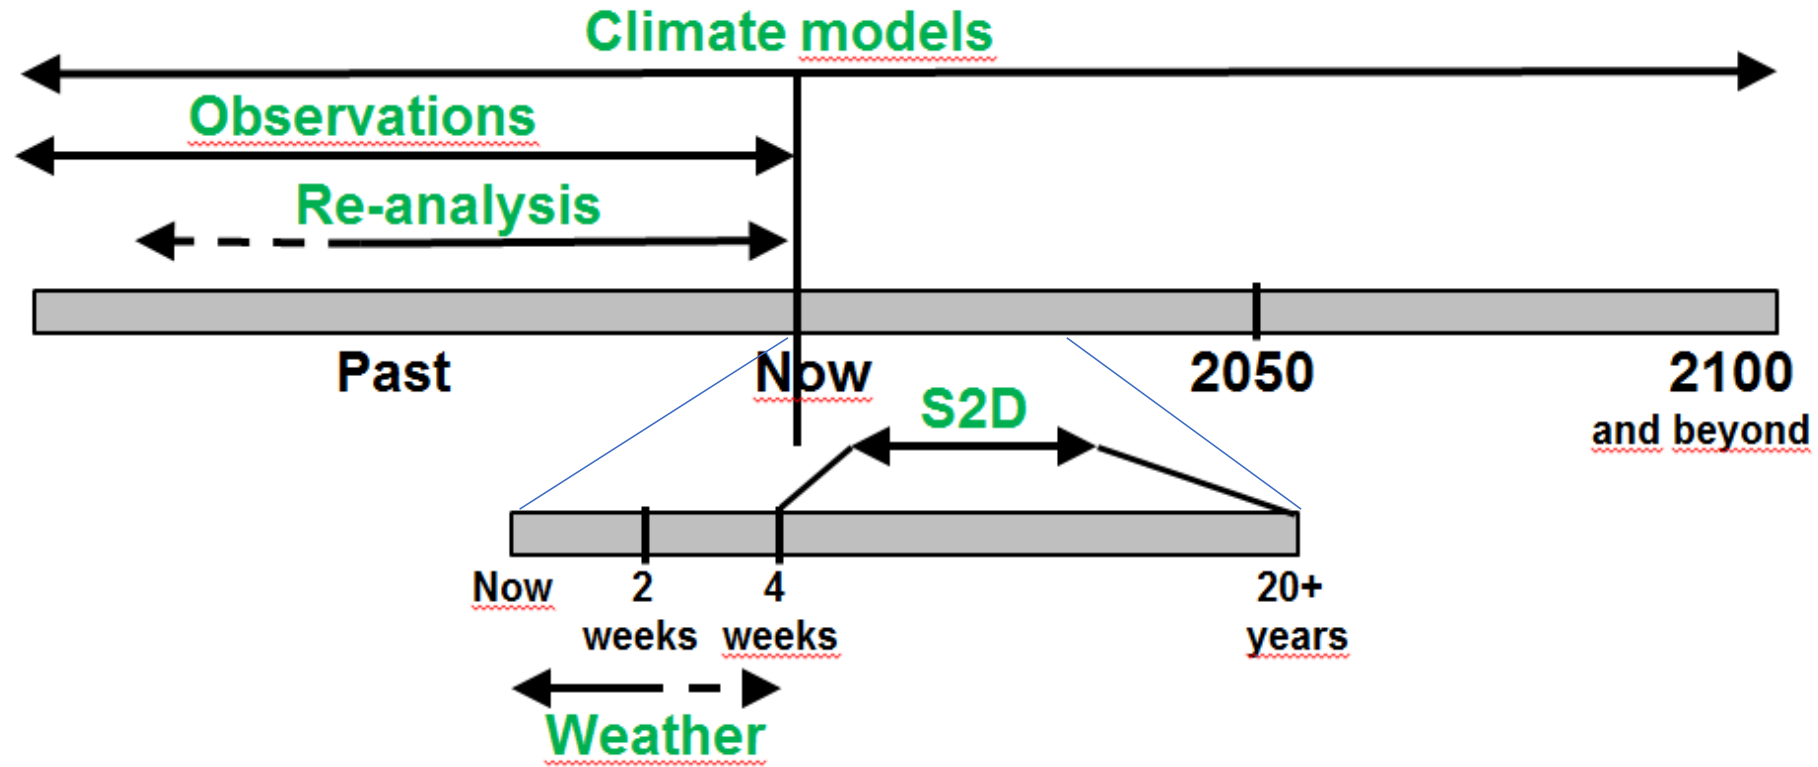 Climate models
Observations
Re-analysis
Past Now 2050 2100
and beyond
S2D
Now 2 weeks 4 weeks 20+ years
Weather